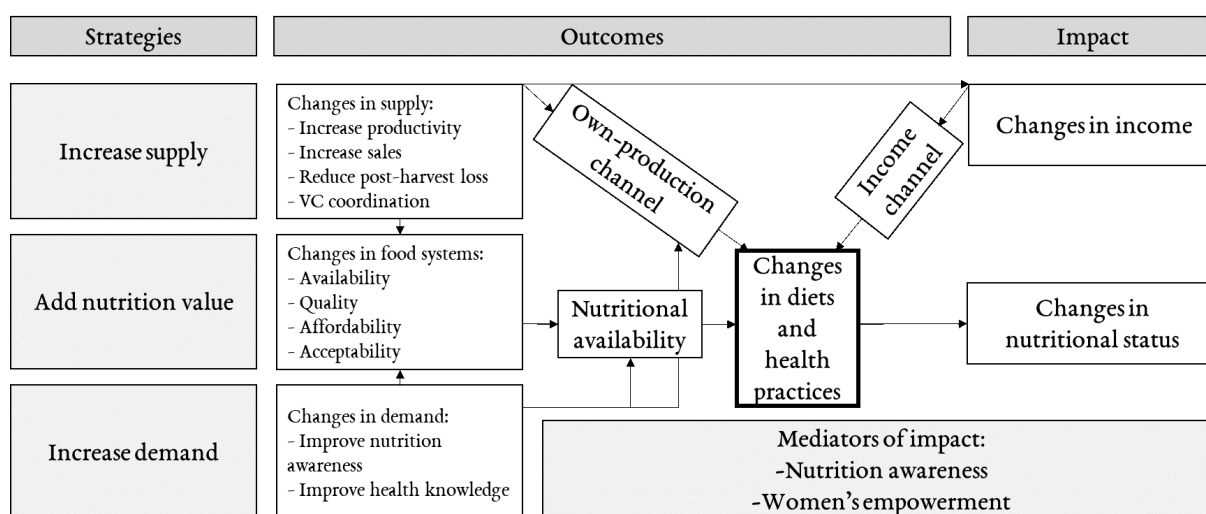 Strategies
Outcomes
Impact
Increase supply
Changes in supply:
- Increase productivity
- Increase sales
- Reduce post-harvest loss
- VC coordination
Own-production
channel
Income
channel
Changes in income
Add nutrition value
Changes in food systems:
- Availability
- Quality
- Affordability
- Acceptability
Nutritional
availability
Changes
in diets
and
health
practices
Changes in
nutritional status
Increase demand
Changes in demand:
- Improve nutrition
awareness
- Improve health knowledge
Mediators of impact:
-Nutrition awareness
-Women's empowerment